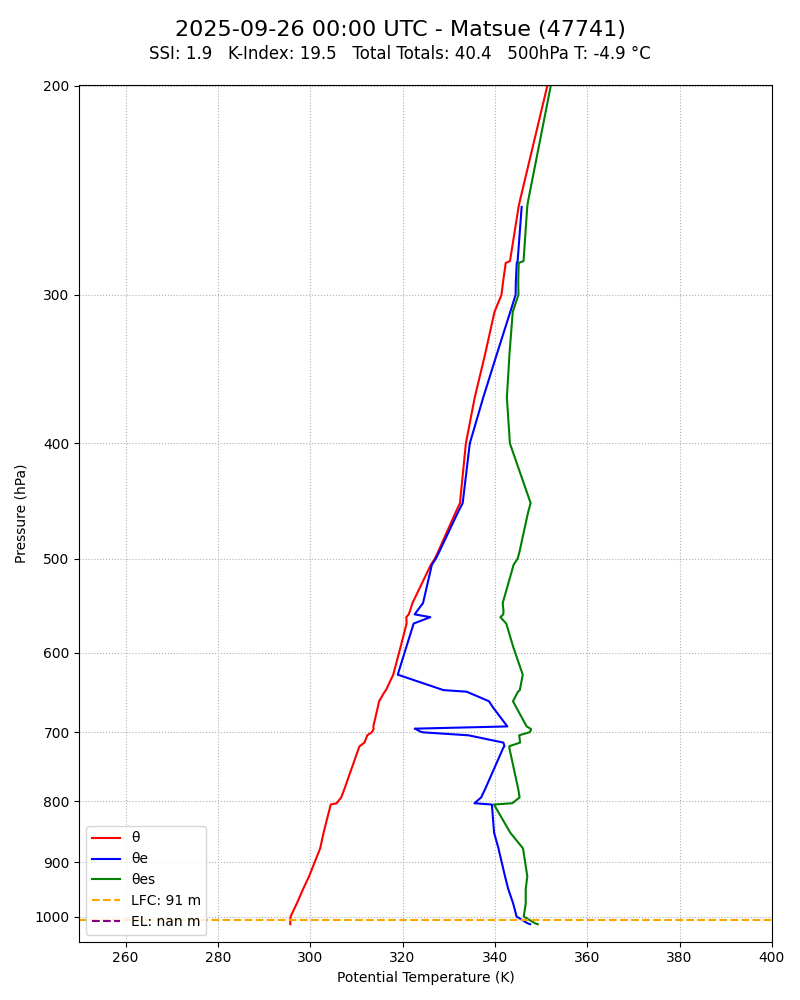 2025-09-26 00:00 UTC - Matsue (47741)
SSI: 1.9   K-Index: 19.5   Total Totals: 40.4   500hPa T: -4.9 °C
200
300
400
500
600
700
800
900
1000
Pressure (hPa)
θ
θe
θes
LFC: 91 m
EL: nan m
260
280
300
320
340
360
380
400
Potential Temperature (K)